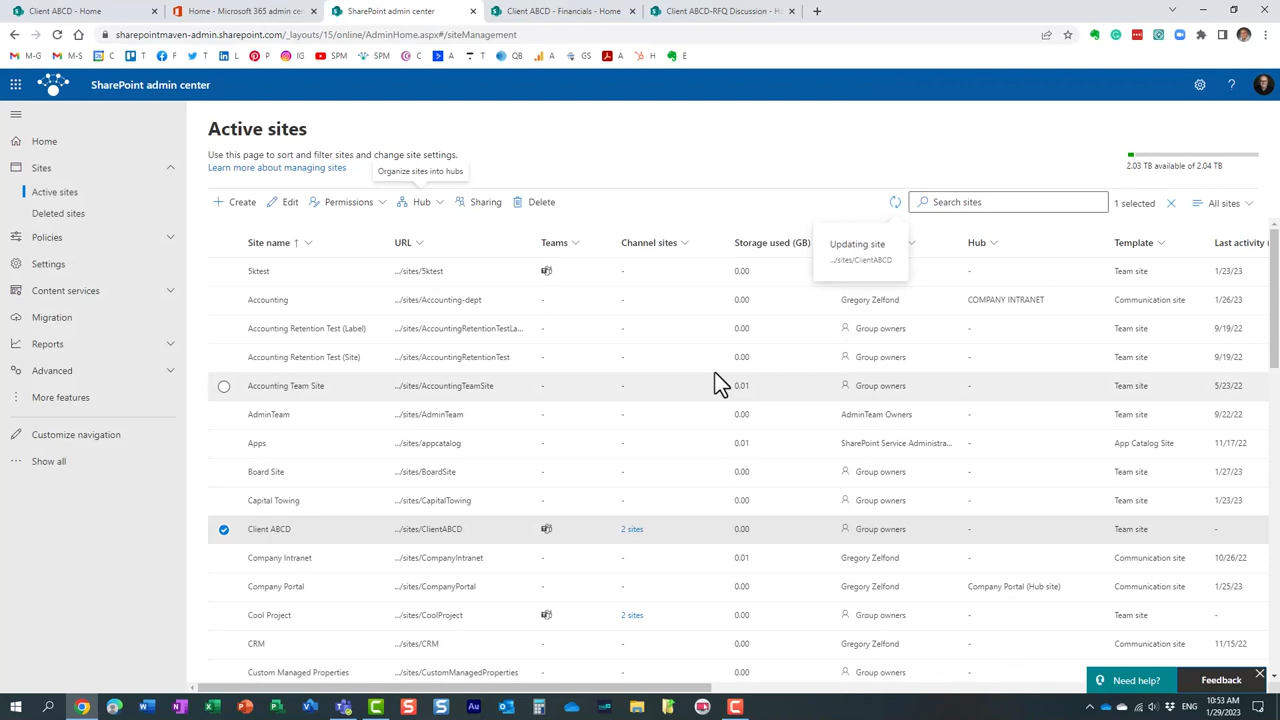 Client ABCD
Home - Microsoft 365 admin cent
SharePoint admin center
Client ABCD - Financials - Home
Client ABCD-RFQ Discussion - Ho
sharepointmaven-admin.sharepoint.com/_layouts/15/online/AdminHome.aspx#/siteManagement
M-G M-S L T F T L P IG SPM SPM C A T QB A GS A H E
SharePoint admin center
Home
Sites
Active sites
Deleted sites
Policies
Settings
Content services
Migration
Reports
Advanced
More features
Customize navigation
Show all
Active sites
Use this page to sort and filter sites and change site settings.
Learn more about managing sites
Organize sites into hubs
2.03 TB available of 2.04 TB
Create Edit Permissions Hub Sharing Delete Search sites 1 selected All sites
Updating site
.../sites/ClientABCD
Site name ↑ URL Teams Channel sites Storage used (GB) Hub Template Last activity (
5ktest .../sites/5ktest - 0.00 - Team site 1/23/23
Accounting .../sites/Accounting-dept - - 0.00 Gregory Zelfond COMPANY INTRANET Communication site 1/26/23
Accounting Retention Test (Label) .../sites/AccountingRetentionTestLa... - - 0.00 Group owners - Team site 9/19/22
Accounting Retention Test (Site) .../sites/AccountingRetentionTest - - 0.00 Group owners - Team site 9/19/22
Accounting Team Site .../sites/AccountingTeamSite - - 0.01 Group owners - Team site 5/23/22
AdminTeam .../sites/AdminTeam - - 0.00 AdminTeam Owners - Team site 9/22/22
Apps .../sites/appcatalog - - 0.01 SharePoint Service Administra... - App Catalog Site 11/17/22
Board Site .../sites/BoardSite - - 0.00 Group owners - Team site 1/27/23
Capital Towing .../sites/CapitalTowing - - 0.00 Group owners - Team site 1/23/23
Client ABCD .../sites/ClientABCD 2 sites 0.00 Group owners - Team site -
Company Intranet .../sites/CompanyIntranet - - 0.01 Gregory Zelfond - Communication site 10/26/22
Company Portal .../sites/CompanyPortal - - 0.00 Gregory Zelfond Company Portal (Hub site) Communication site 1/25/23
Cool Project .../sites/CoolProject 2 sites 0.00 Group owners - Team site -
CRM .../sites/CRM - - 0.00 Gregory Zelfond - Communication site 11/15/22
Custom Managed Properties .../sites/CustomManagedProperties - - 0.00 Group owners - Team site
Need help? Feedback
10:53 AM
1/29/2023